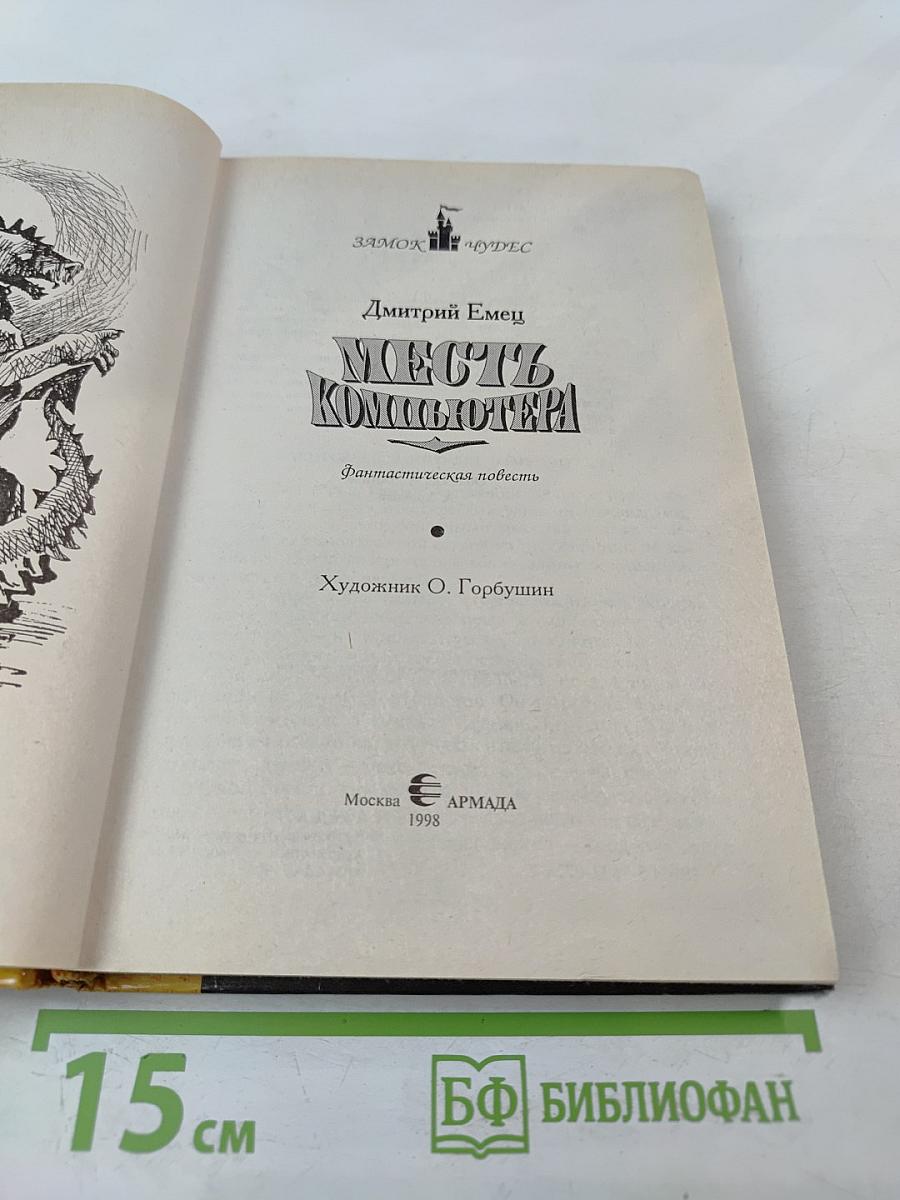 ЗАМОК ЧУДЕС
Дмитрий Емец
МЕСТЬ
КОМПЬЮТЕРА
Фантастическая повесть
Художник О. Горбушин
Москва АРМАДА
1998
15 см
БФ БИБЛИОФАН